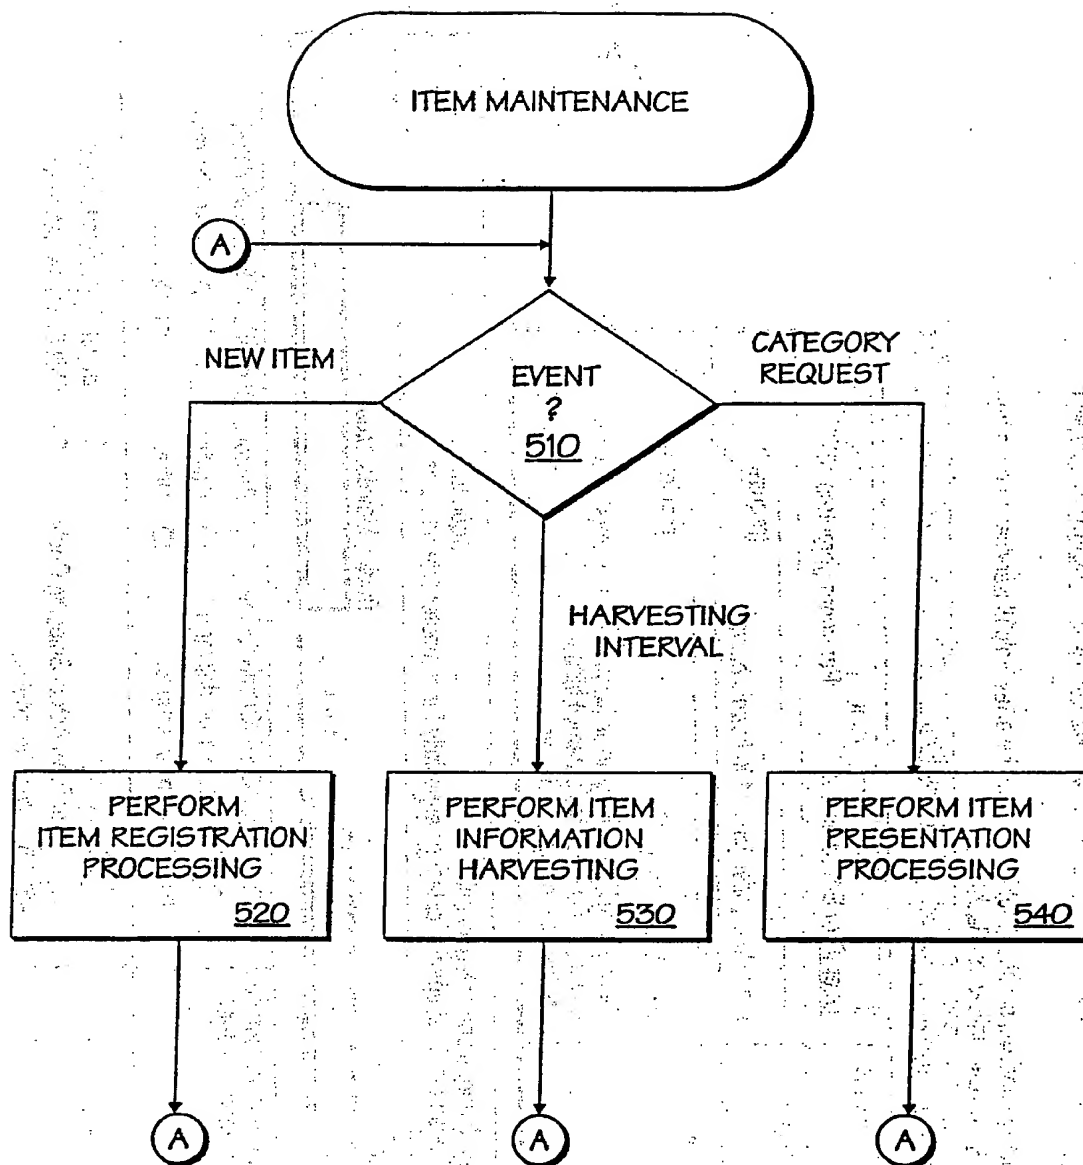 ITEM MAINTENANCE
A
NEW ITEM
EVENT
?
510
CATEGORY
REQUEST
HARVESTING
INTERVAL
PERFORM
ITEM REGISTRATION
PROCESSING
520
PERFORM ITEM
INFORMATION
HARVESTING
530
PERFORM ITEM
PRESENTATION
PROCESSING
540
A
A
A